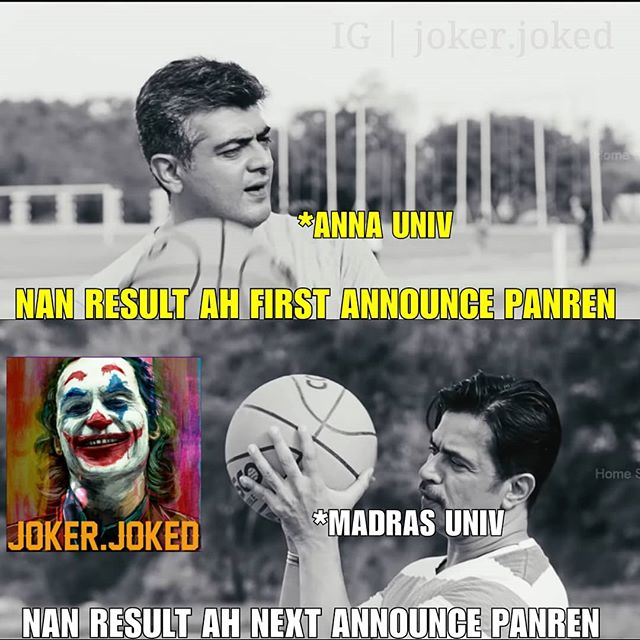 IG | joker.joked
*ANNA UNIV
NAN RESULT AH FIRST ANNOUNCE PANREN
JOKER.JOKED
*MADRAS UNIV
NAN RESULT AH NEXT ANNOUNCE PANREN